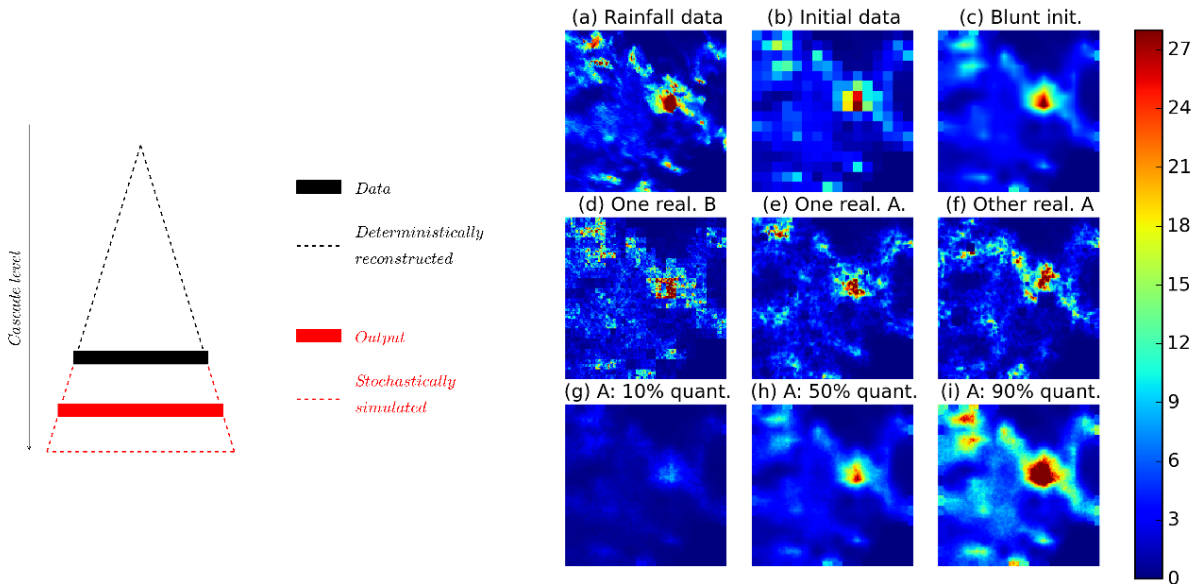 Cascade level
Data
Deterministically
reconstructed
Output
Stochastically
simulated
(a) Rainfall data
(b) Initial data
(c) Blunt init.
(d) One real. B
(e) One real. A.
(f) Other real. A
(g) A: 10% quant.
(h) A: 50% quant.
(i) A: 90% quant.
27
24
21
18
15
12
9
6
3
0